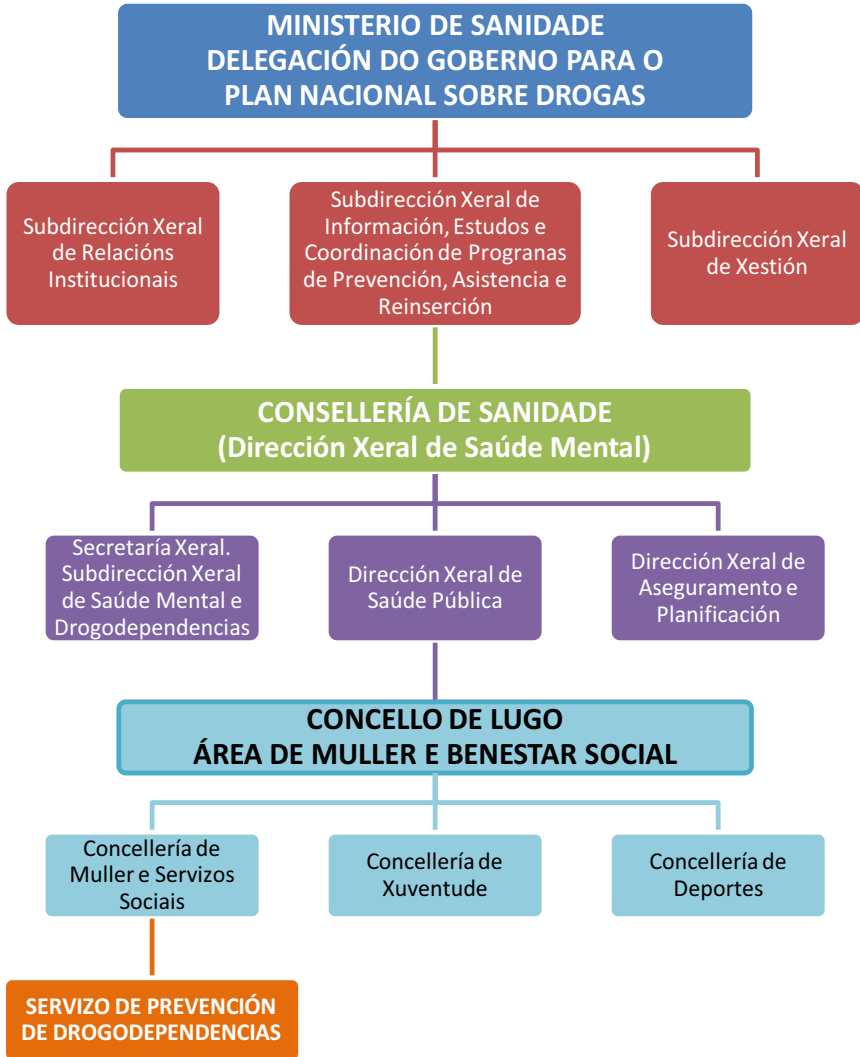 MINISTERIO DE SANIDADE
DELEGACIÓN DO GOBERNO PARA O
PLAN NACIONAL SOBRE DROGAS
Subdirección Xeral
de Relacións
Institucionais
Subdirección Xeral de
Información, Estudos e
Coordinación de Progranas
de Prevención, Asistencia e
Reinserción
Subdirección Xeral
de Xestión
CONSELLERÍA DE SANIDADE
(Dirección Xeral de Saúde Mental)
Secretaría Xeral.
Subdirección Xeral
de Saúde Mental e
Drogodependencias
Dirección Xeral de
Saúde Pública
Dirección Xeral de
Aseguramento e
Planificación
CONCELLO DE LUGO
ÁREA DE MULLER E BENESTAR SOCIAL
Concellería de
Muller e Servizos
Sociais
Concellería de
Xuventude
Concellería de
Deportes
SERVIZO DE PREVENCIÓN
DE DROGODEPENDENCIAS